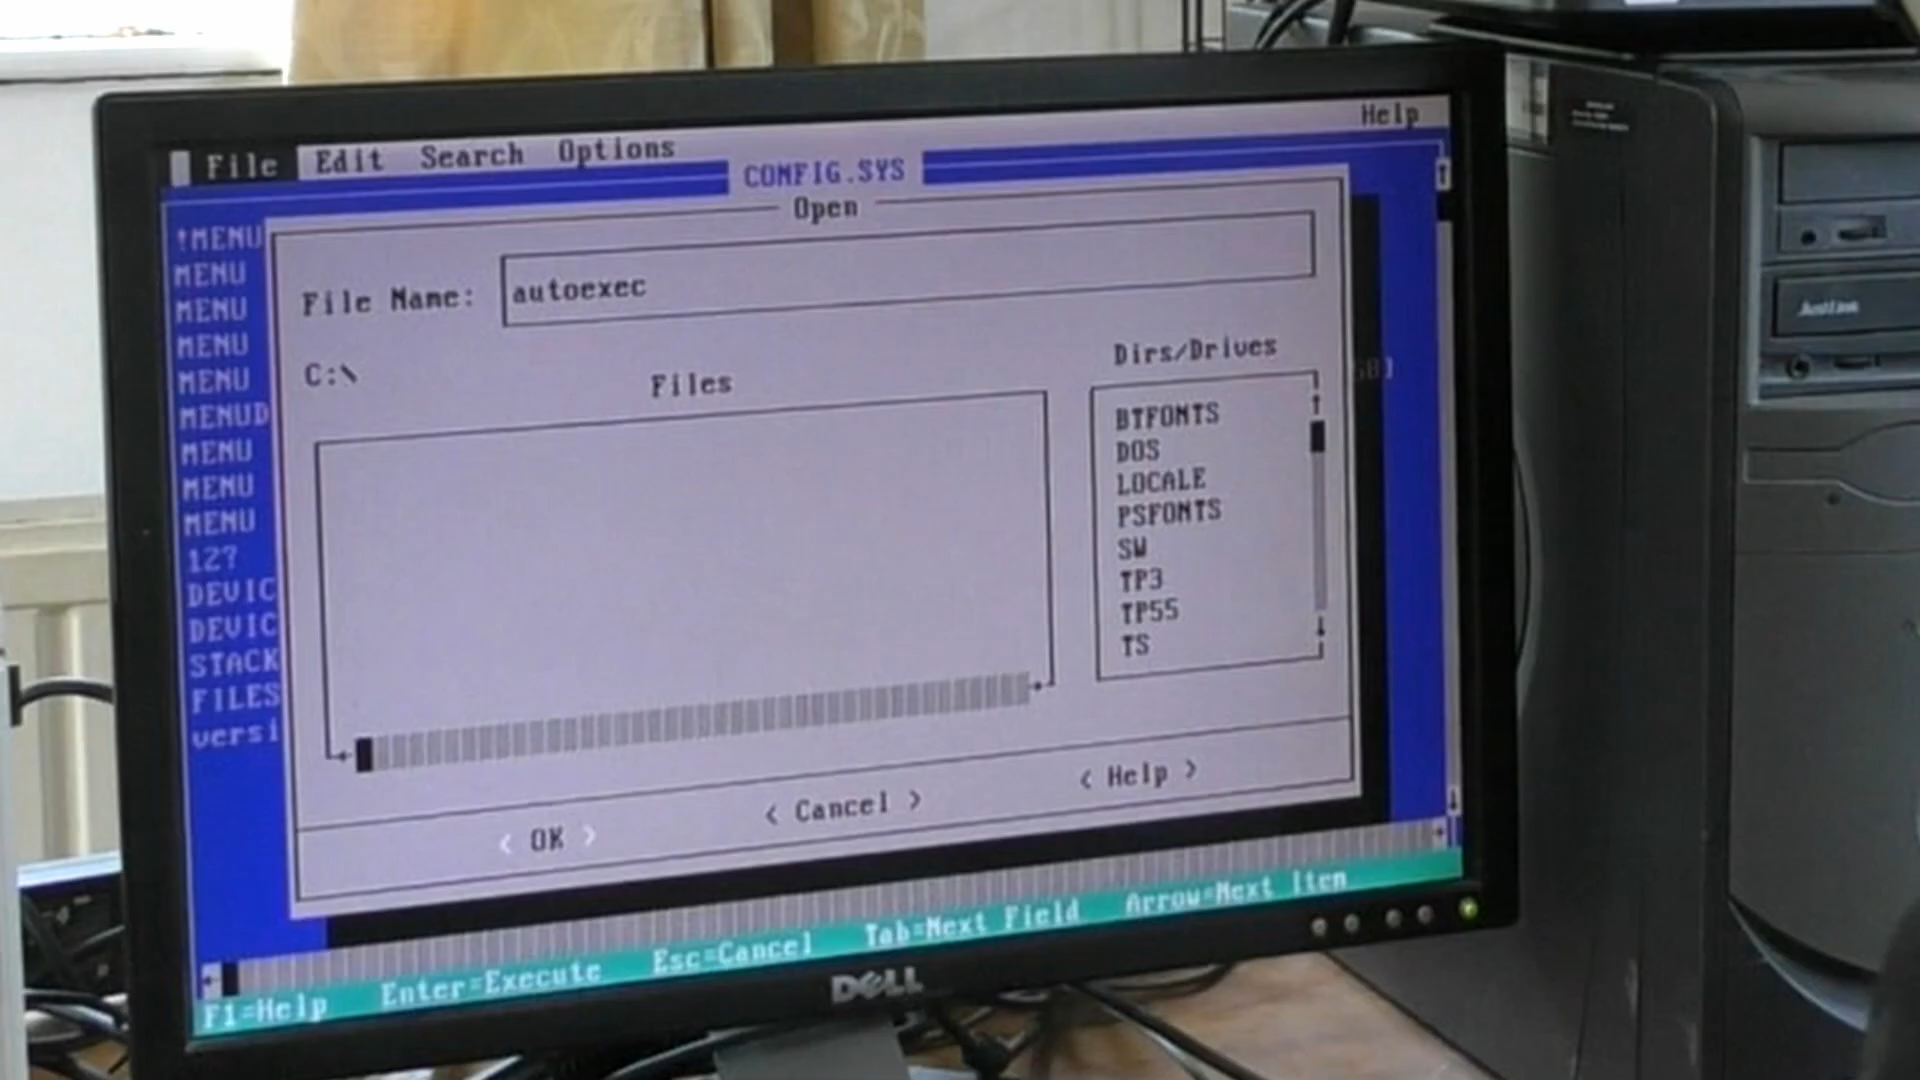 File Edit Search Options Help
CONFIG.SYS
Open
File Name: autoexec
C:\
Files
Dirs/Drives
BTFONTS
DOS
LOCALE
PSFONTS
SW
TP3
TP55
TS
< OK > < Cancel > < Help >
!MENU
MENU
MENU
MENU
MENU
MENUD
MENU
MENU
MENU
12?
DEVIC
DEVIC
STACK
FILES
versi
F1=Help Enter=Execute Esc=Cancel Tab=Next Field Arrow=Next Item
DELL